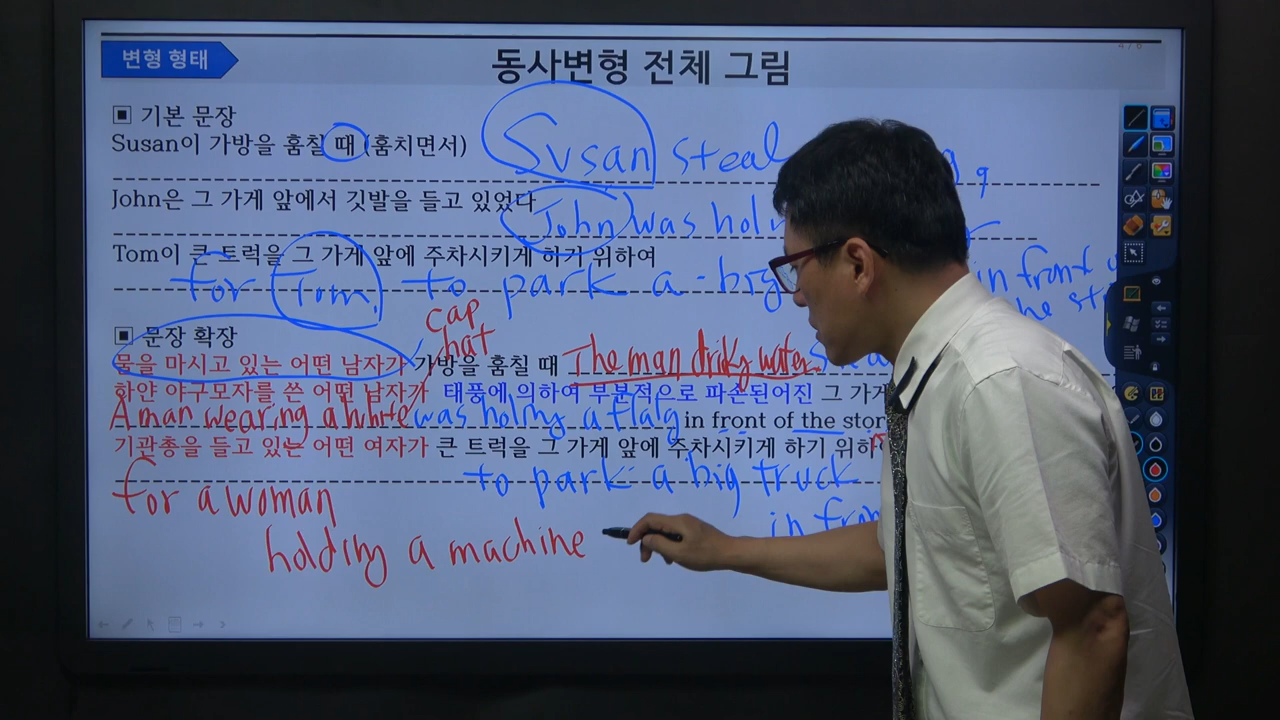 변형 형태
동사변형 전체 그림
▣ 기본 문장
Susan이 가방을 훔칠 때 (훔치면서)
Susan steal
John은 그 가게 앞에서 깃발을 들고 있었다
John was
Tom이 큰 트럭을 그 가게 앞에 주차시키게 하기 위하여
for Tom to park a big in front
▣ 문장 확장
cap
hat
물을 마시고 있는 어떤 남자가 가방을 훔칠 때 The man water
하얀 야구모자를 쓴 어떤 남자가 태풍에 의하여 부분적으로 파손된어진 그 가게
A man wearing a white was a in front of the stor
기관총을 들고 있는 어떤 여자가 큰 트럭을 그 가게 앞에 주차시키게 하기 위하
to park a big truck
for a woman
in fron
holding a machine